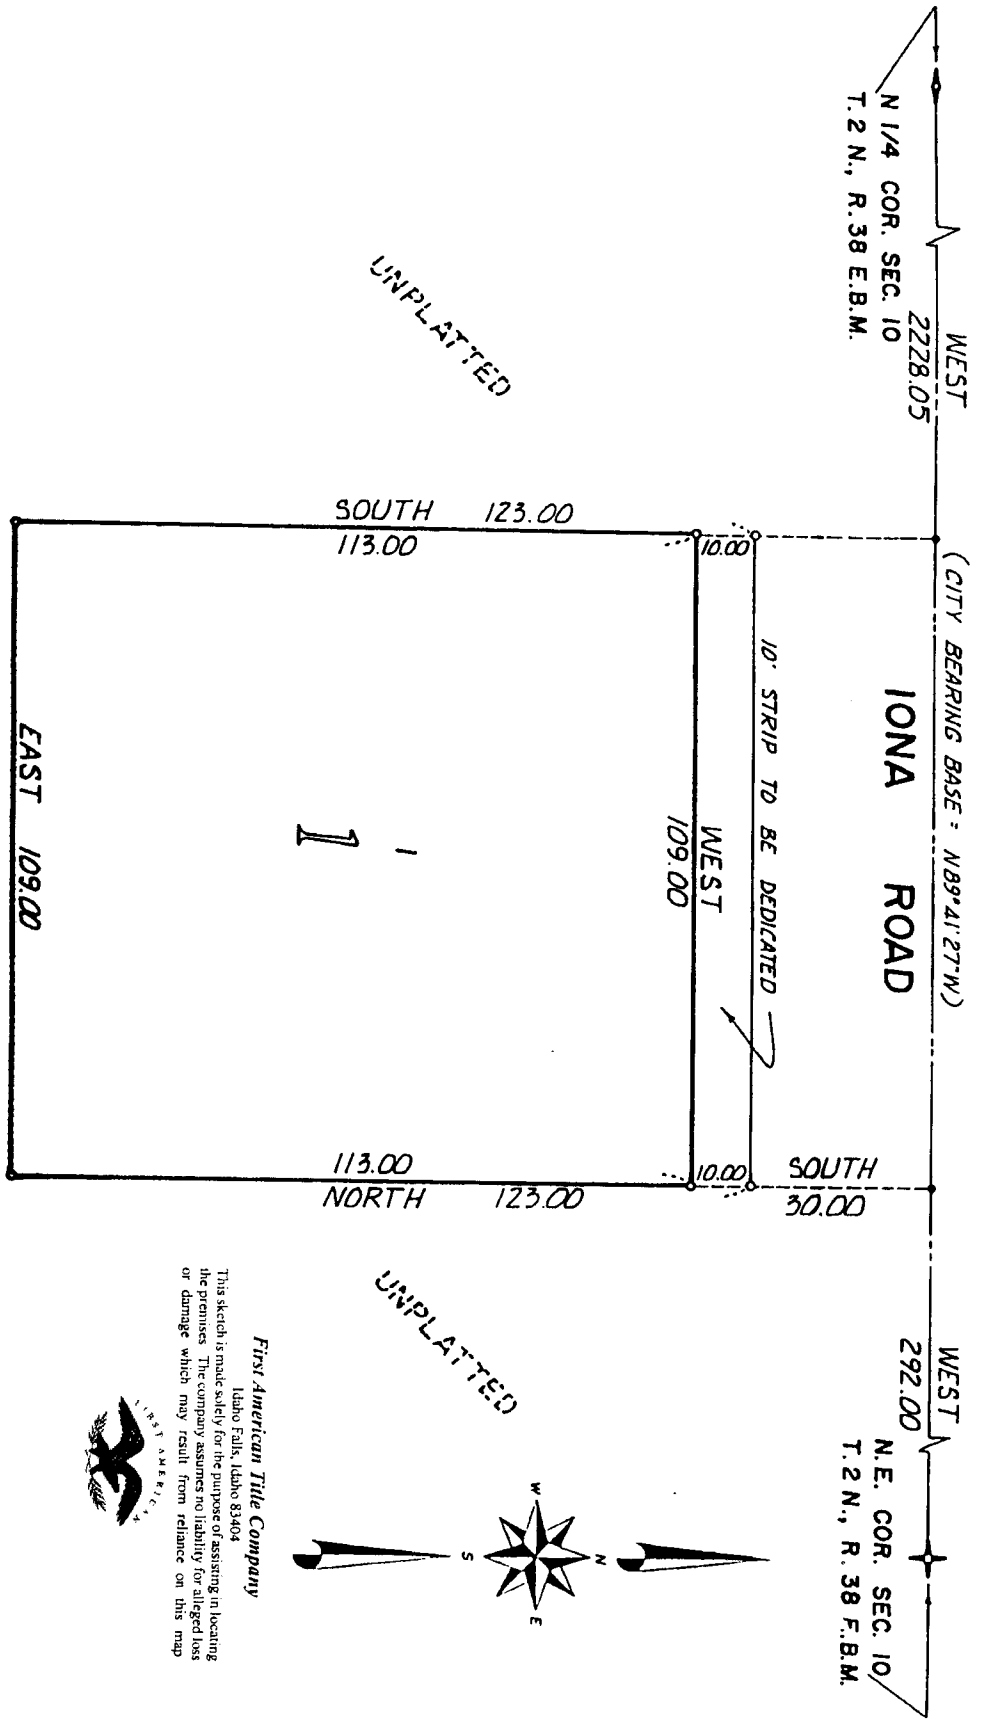 WEST
2228.05
N 1/4 COR. SEC. 10
T. 2 N., R. 38 E.B.M.
(CITY BEARING BASE = N89°41'27"W)
IONA ROAD
WEST
292.00
N.E. COR. SEC. 10
T. 2 N., R. 38 E.B.M.
SOUTH
30.00
10' STRIP TO BE DEDICATED
10.00
10.00
WEST
109.00
SOUTH 123.00
113.00
113.00
NORTH 123.00
1
1
EAST 109.00
UNPLATTED
UNPLATTED
N
W
E
S
First American Title Company
Idaho Falls, Idaho 83404
This sketch is made solely for the purpose of assisting in locating
the premises The company assumes no liability for alleged loss
or damage which may result from reliance on this map
FIRST AMERICAN